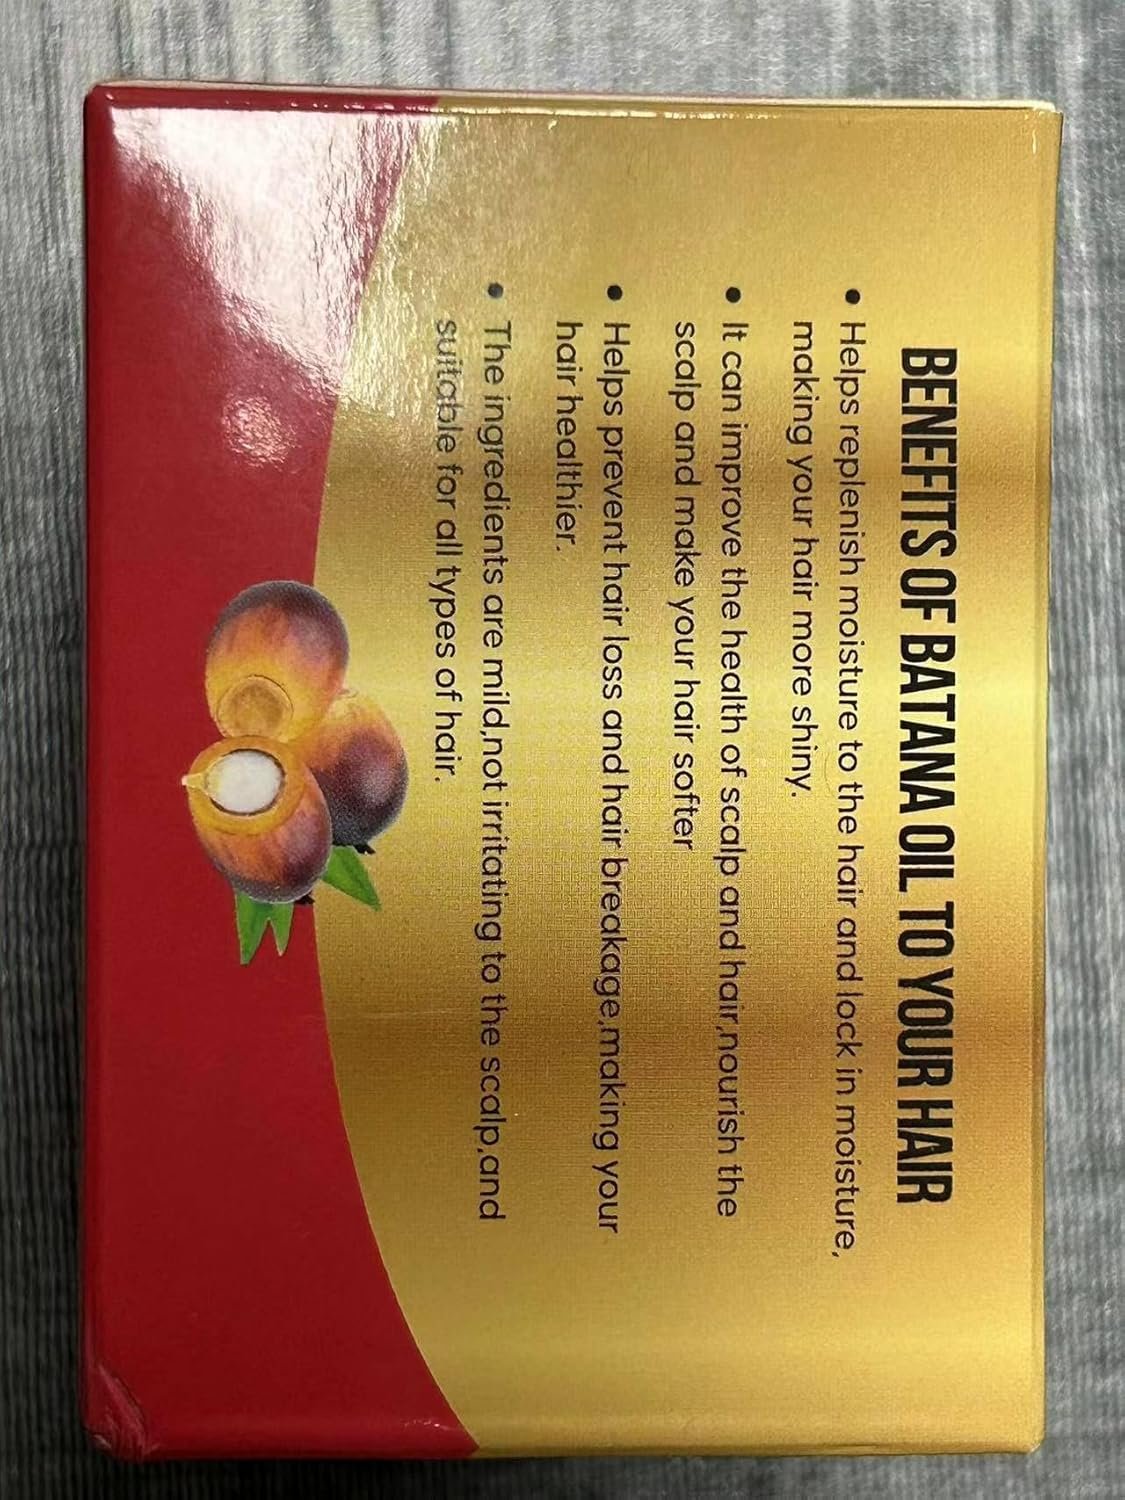 BENEFITS OF BATANA OIL TO YOUR HAIR
• Helps replenish moisture to the hair and lock in moisture,
making your hair more shiny.
• It can improve the health of scalp and hair,nourish the
scalp and make your hair softer
• Helps prevent hair loss and hair breakage,making your
hair healthier.
• The ingredients are mild,not irritating to the scalp,and
suitable for all types of hair.